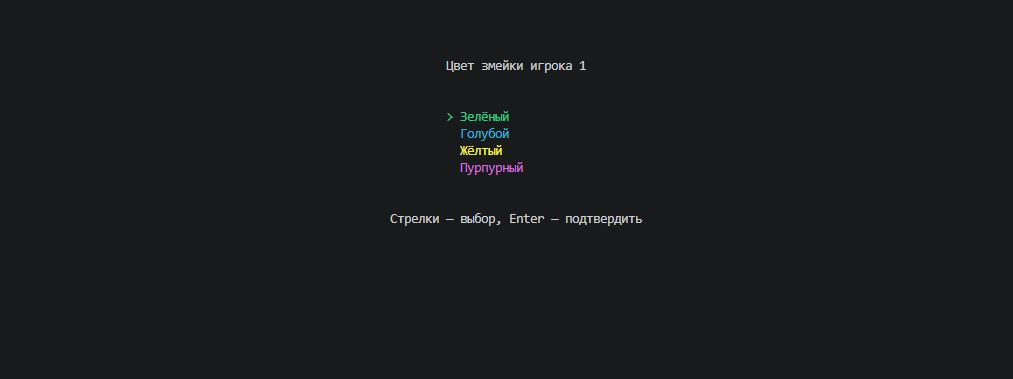 Цвет змейки игрока 1
> Зелёный
Голубой
Жёлтый
Пурпурный
Стрелки — выбор, Enter — подтвердить